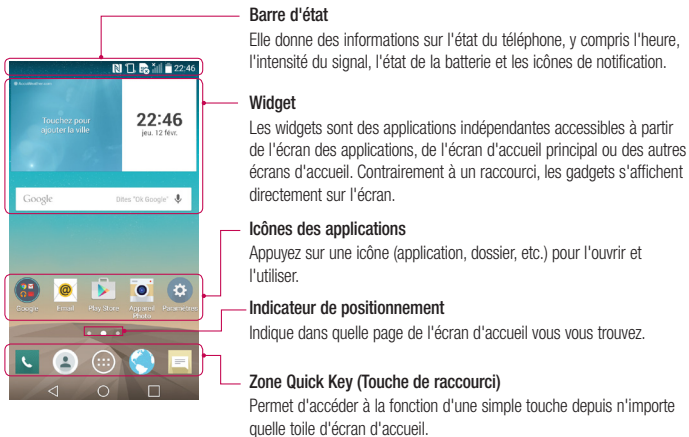 Barre d'état
Elle donne des informations sur l'état du téléphone, y compris l'heure,
l'intensité du signal, l'état de la batterie et les icônes de notification.
22:46
Touchez pour
ajouter la ville
22:46
jeu. 12 févr.
Google
Dites "Ok Google"
Widget
Les widgets sont des applications indépendantes accessibles à partir
de l'écran des applications, de l'écran d'accueil principal ou des autres
écrans d'accueil. Contrairement à un raccourci, les gadgets s'affichent
directement sur l'écran.
Icônes des applications
Appuyez sur une icône (application, dossier, etc.) pour l'ouvrir et
l'utiliser.
Google
Email
Play Store
Appareil
Photo
Paramètres
Indicateur de positionnement
Indique dans quelle page de l'écran d'accueil vous vous trouvez.
Zone Quick Key (Touche de raccourci)
Permet d'accéder à la fonction d'une simple touche depuis n'importe
quelle toile d'écran d'accueil.